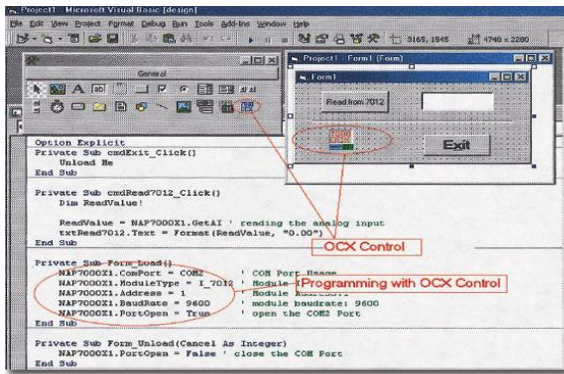 Project1 - Microsoft Visual Basic [design]
File Edit View Project Format Debug Run Tools Add-Ins Window Help
3165, 1545 4740 x 2280
General
A ab
Project1 - Form1 (Form)
Form1
Read from 7012
Exit
Option Explicit
Private Sub cmdExit_Click()
Unload Me
End Sub
Private Sub cmdRead7012_Click()
Dim ReadValue!
ReadValue = NAP7000X1.GetAI ' reading the analog input
txtRead7012.Text = Format(ReadValue, "0.00")
End Sub
OCX Control
Private Sub Form_Load()
NAP7000X1.ComPort = COM2 ' COM Port Usage
NAP7000X1.ModuleType = I_7012 ' Module
NAP7000X1.Address = 1 ' Module
NAP7000X1.BaudRate = 9600 ' module baudrate: 9600
NAP7000X1.PortOpen = True ' open the COM2 Port
End Sub
Programming with OCX Control
Private Sub Form_Unload(Cancel As Integer)
NAP7000X1.PortOpen = False ' close the COM Port
End Sub